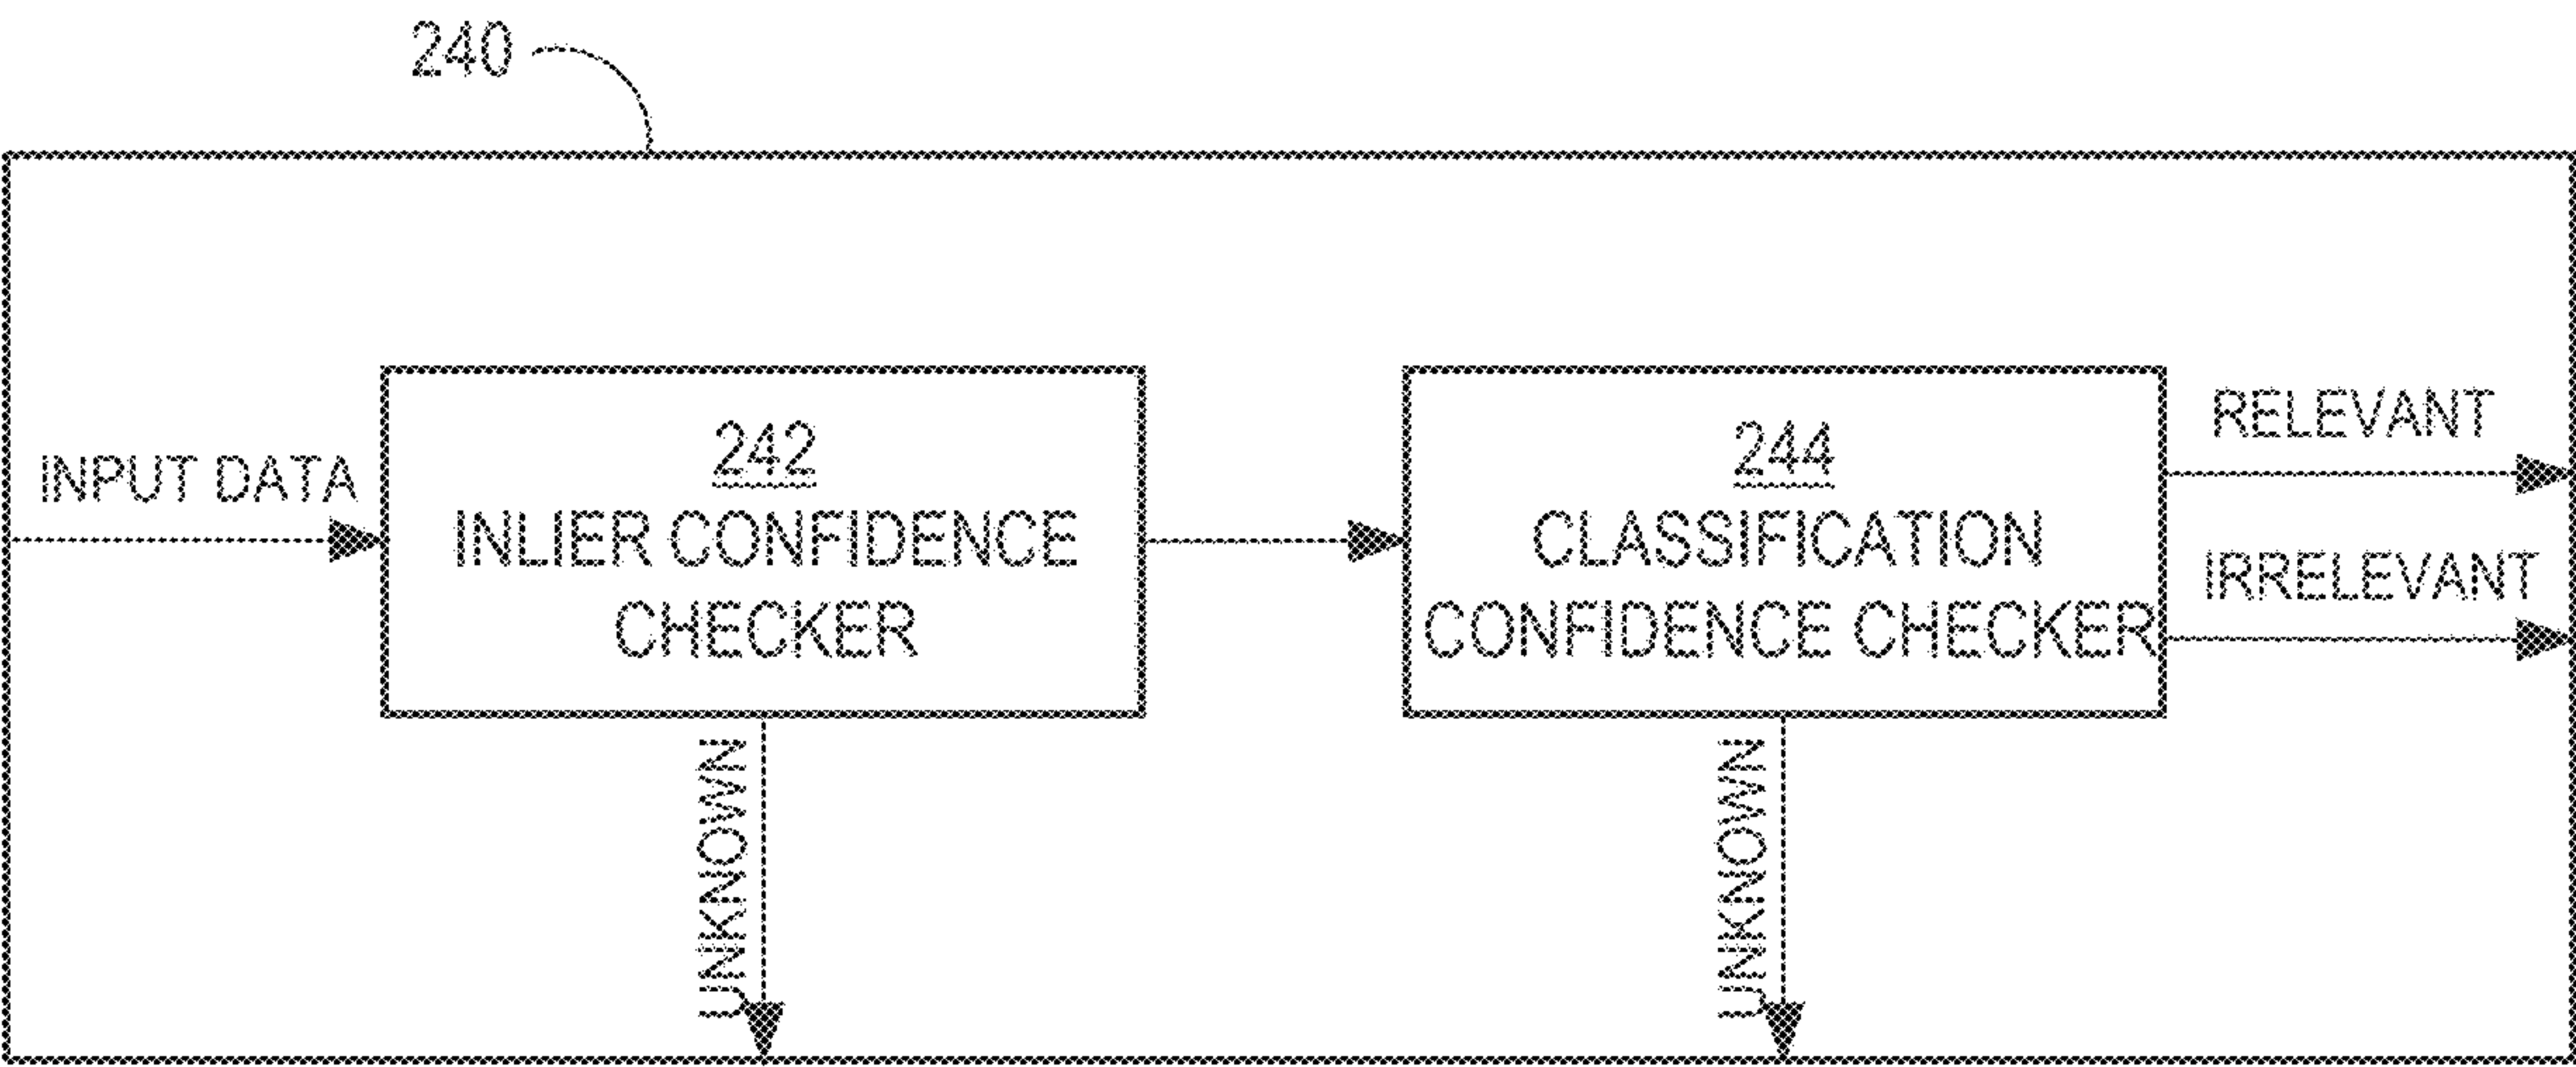 240
INPUT DATA
242
INLIER CONFIDENCE
CHECKER
UNKNOWN
244
CLASSIFICATION
CONFIDENCE CHECKER
UNKNOWN
RELEVANT
IRRELEVANT